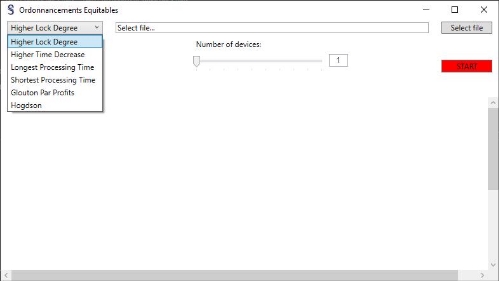 Ordonnancements Equitables
Higher Lock Degree
Select file...
Select file
Higher Lock Degree
Higher Time Decrease
Longest Processing Time
Shortest Processing Time
Glouton Par Profits
Hogdson
Number of devices:
1
START